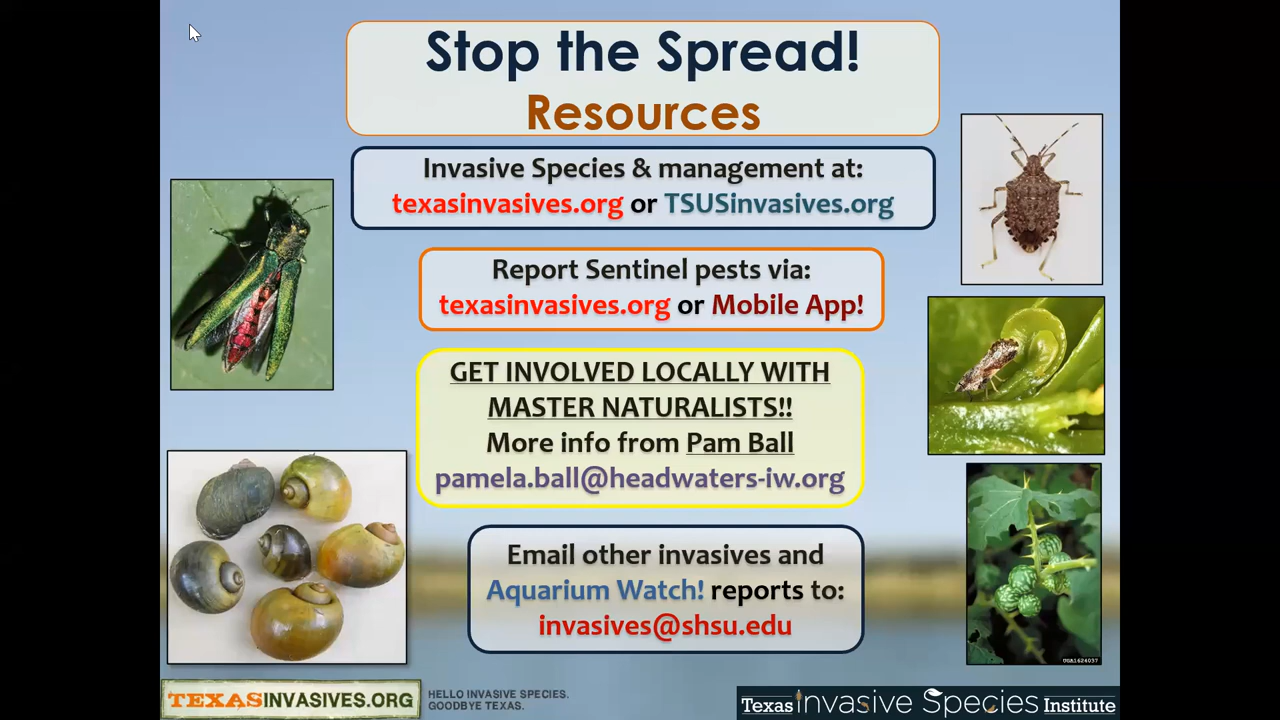 Stop the Spread!
Resources
Invasive Species & management at:
texasinvasives.org or TSUSinvasives.org
Report Sentinel pests via:
texasinvasives.org or Mobile App!
GET INVOLVED LOCALLY WITH
MASTER NATURALISTS!!
More info from Pam Ball
pamela.ball@headwaters-iw.org
Email other invasives and
Aquarium Watch! reports to:
invasives@shsu.edu
UGA1624037
TEXASINVASIVES.ORG
HELLO INVASIVE SPECIES.
GOODBYE TEXAS.
Texas Invasive Species Institute